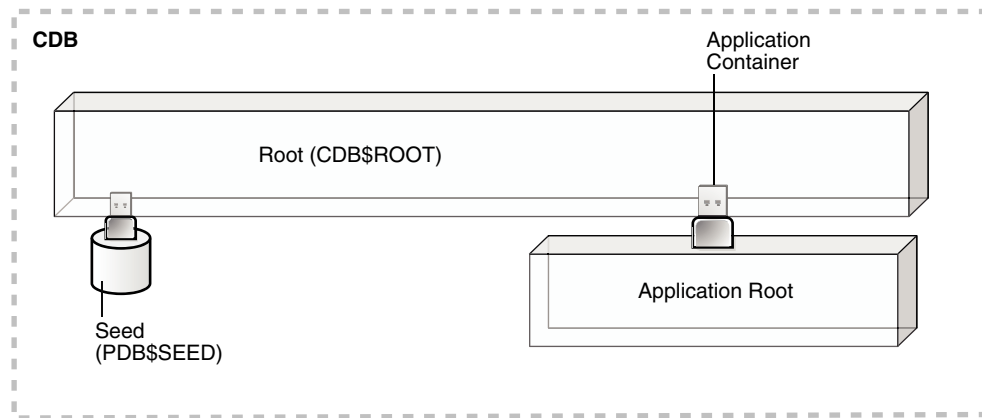 CDB
Application
Container
Root (CDB$ROOT)
Application Root
Seed
(PDB$SEED)